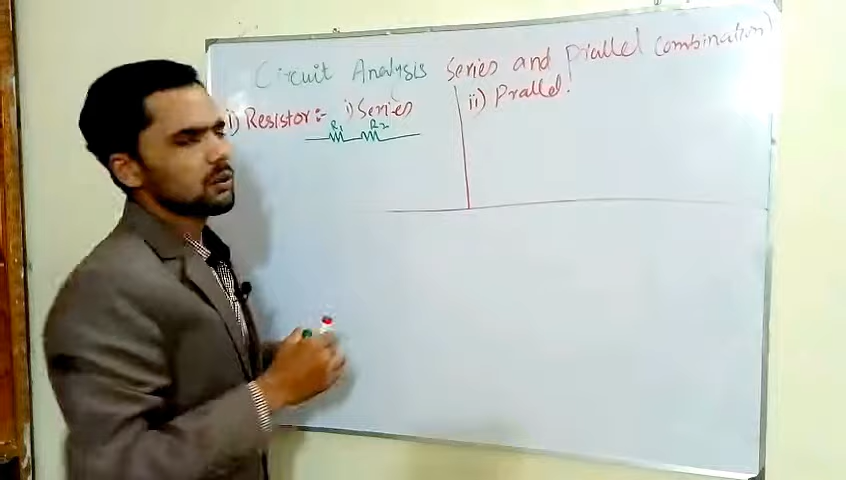 Circuit Analysis Series and Prallel Combination)
i) Resistor:- i) Series
ii) Prallel.
R1 R2